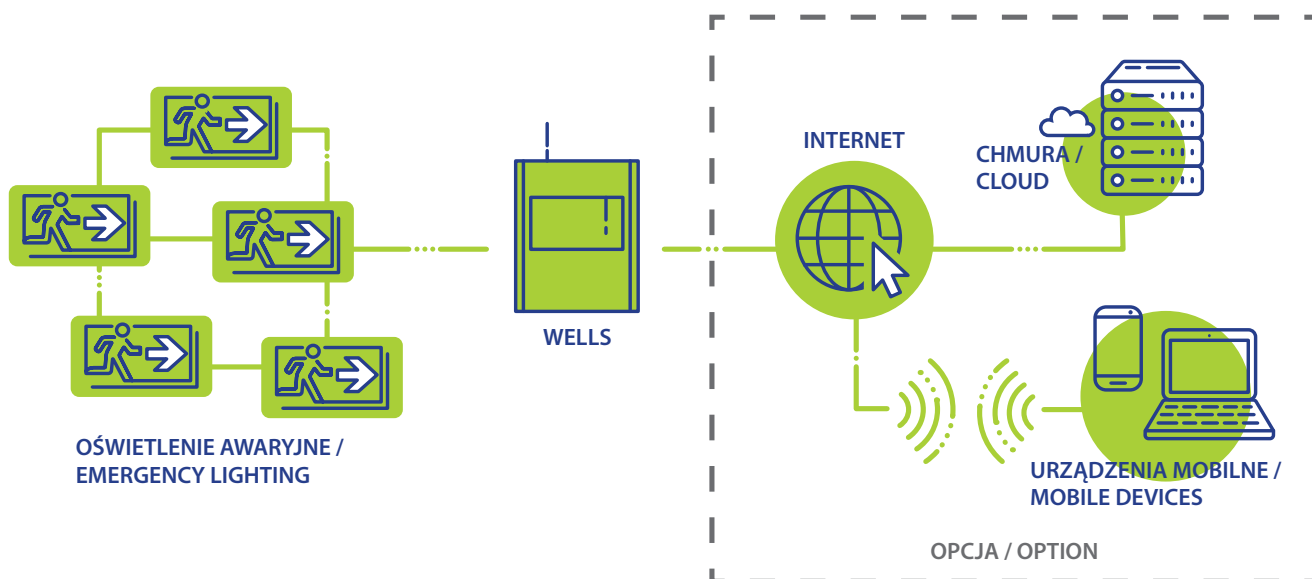 OŚWIETLENIE AWARYJNE /
EMERGENCY LIGHTING
WELLS
INTERNET
CHMURA /
CLOUD
URZĄDZENIA MOBILNE /
MOBILE DEVICES
OPCJA / OPTION